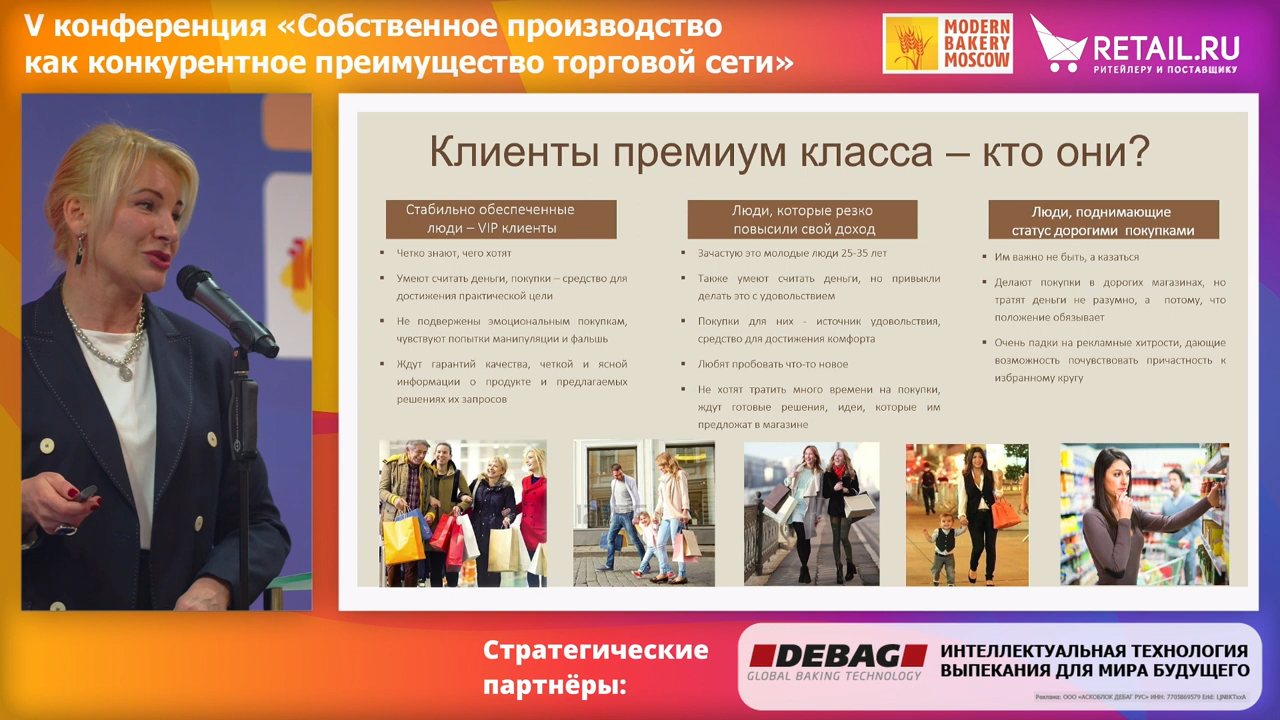 V конференция «Собственное производство
как конкурентное преимущество торговой сети»
MODERN
BAKERY
MOSCOW
RETAIL.RU
РИТЕЙЛЕРУ И ПОСТАВЩИКУ
Клиенты премиум класса – кто они?
Стабильно обеспеченные
люди – VIP клиенты
▪ Четко знают, чего хотят
▪ Умеют считать деньги, покупки – средство для
достижения практической цели
▪ Не подвержены эмоциональным покупкам,
чувствуют попытки манипуляции и фальшь
▪ Ждут гарантий качества, четкой и ясной
информации о продукте и предлагаемых
решениях их запросов
Люди, которые резко
повысили свой доход
▪ Зачастую это молодые люди 25-35 лет
▪ Также умеют считать деньги, но привыкли
делать это с удовольствием
▪ Покупки для них - источник удовольствия,
средство для достижения комфорта
▪ Любят пробовать что-то новое
▪ Не хотят тратить много времени на покупки,
ждут готовые решения, идеи, которые им
предложат в магазине
Люди, поднимающие
статус дорогими покупками
▪ Им важно не быть, а казаться
▪ Делают покупки в дорогих магазинах, но
тратят деньги не разумно, а потому, что
положение обязывает
▪ Очень падки на рекламные хитрости, дающие
возможность почувствовать причастность к
избранному кругу
Стратегические
партнёры:
DEBAG
GLOBAL BAKING TECHNOLOGY
ИНТЕЛЛЕКТУАЛЬНАЯ ТЕХНОЛОГИЯ
ВЫПЕКАНИЯ ДЛЯ МИРА БУДУЩЕГО
Реклама: ООО «АСКОБЛОК ДЕБАГ РУС» ИНН: 7705869579 Erid: